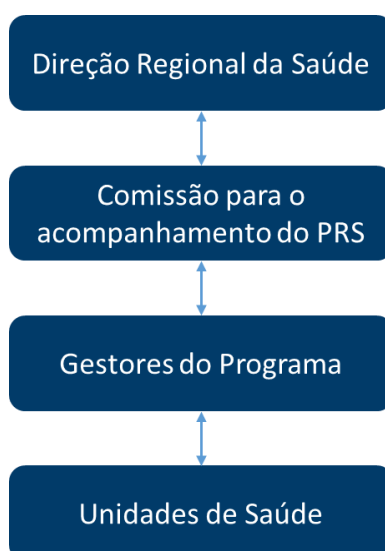 Direção Regional da Saúde
Comissão para o
acompanhamento do PRS
Gestores do Programa
Unidades de Saúde